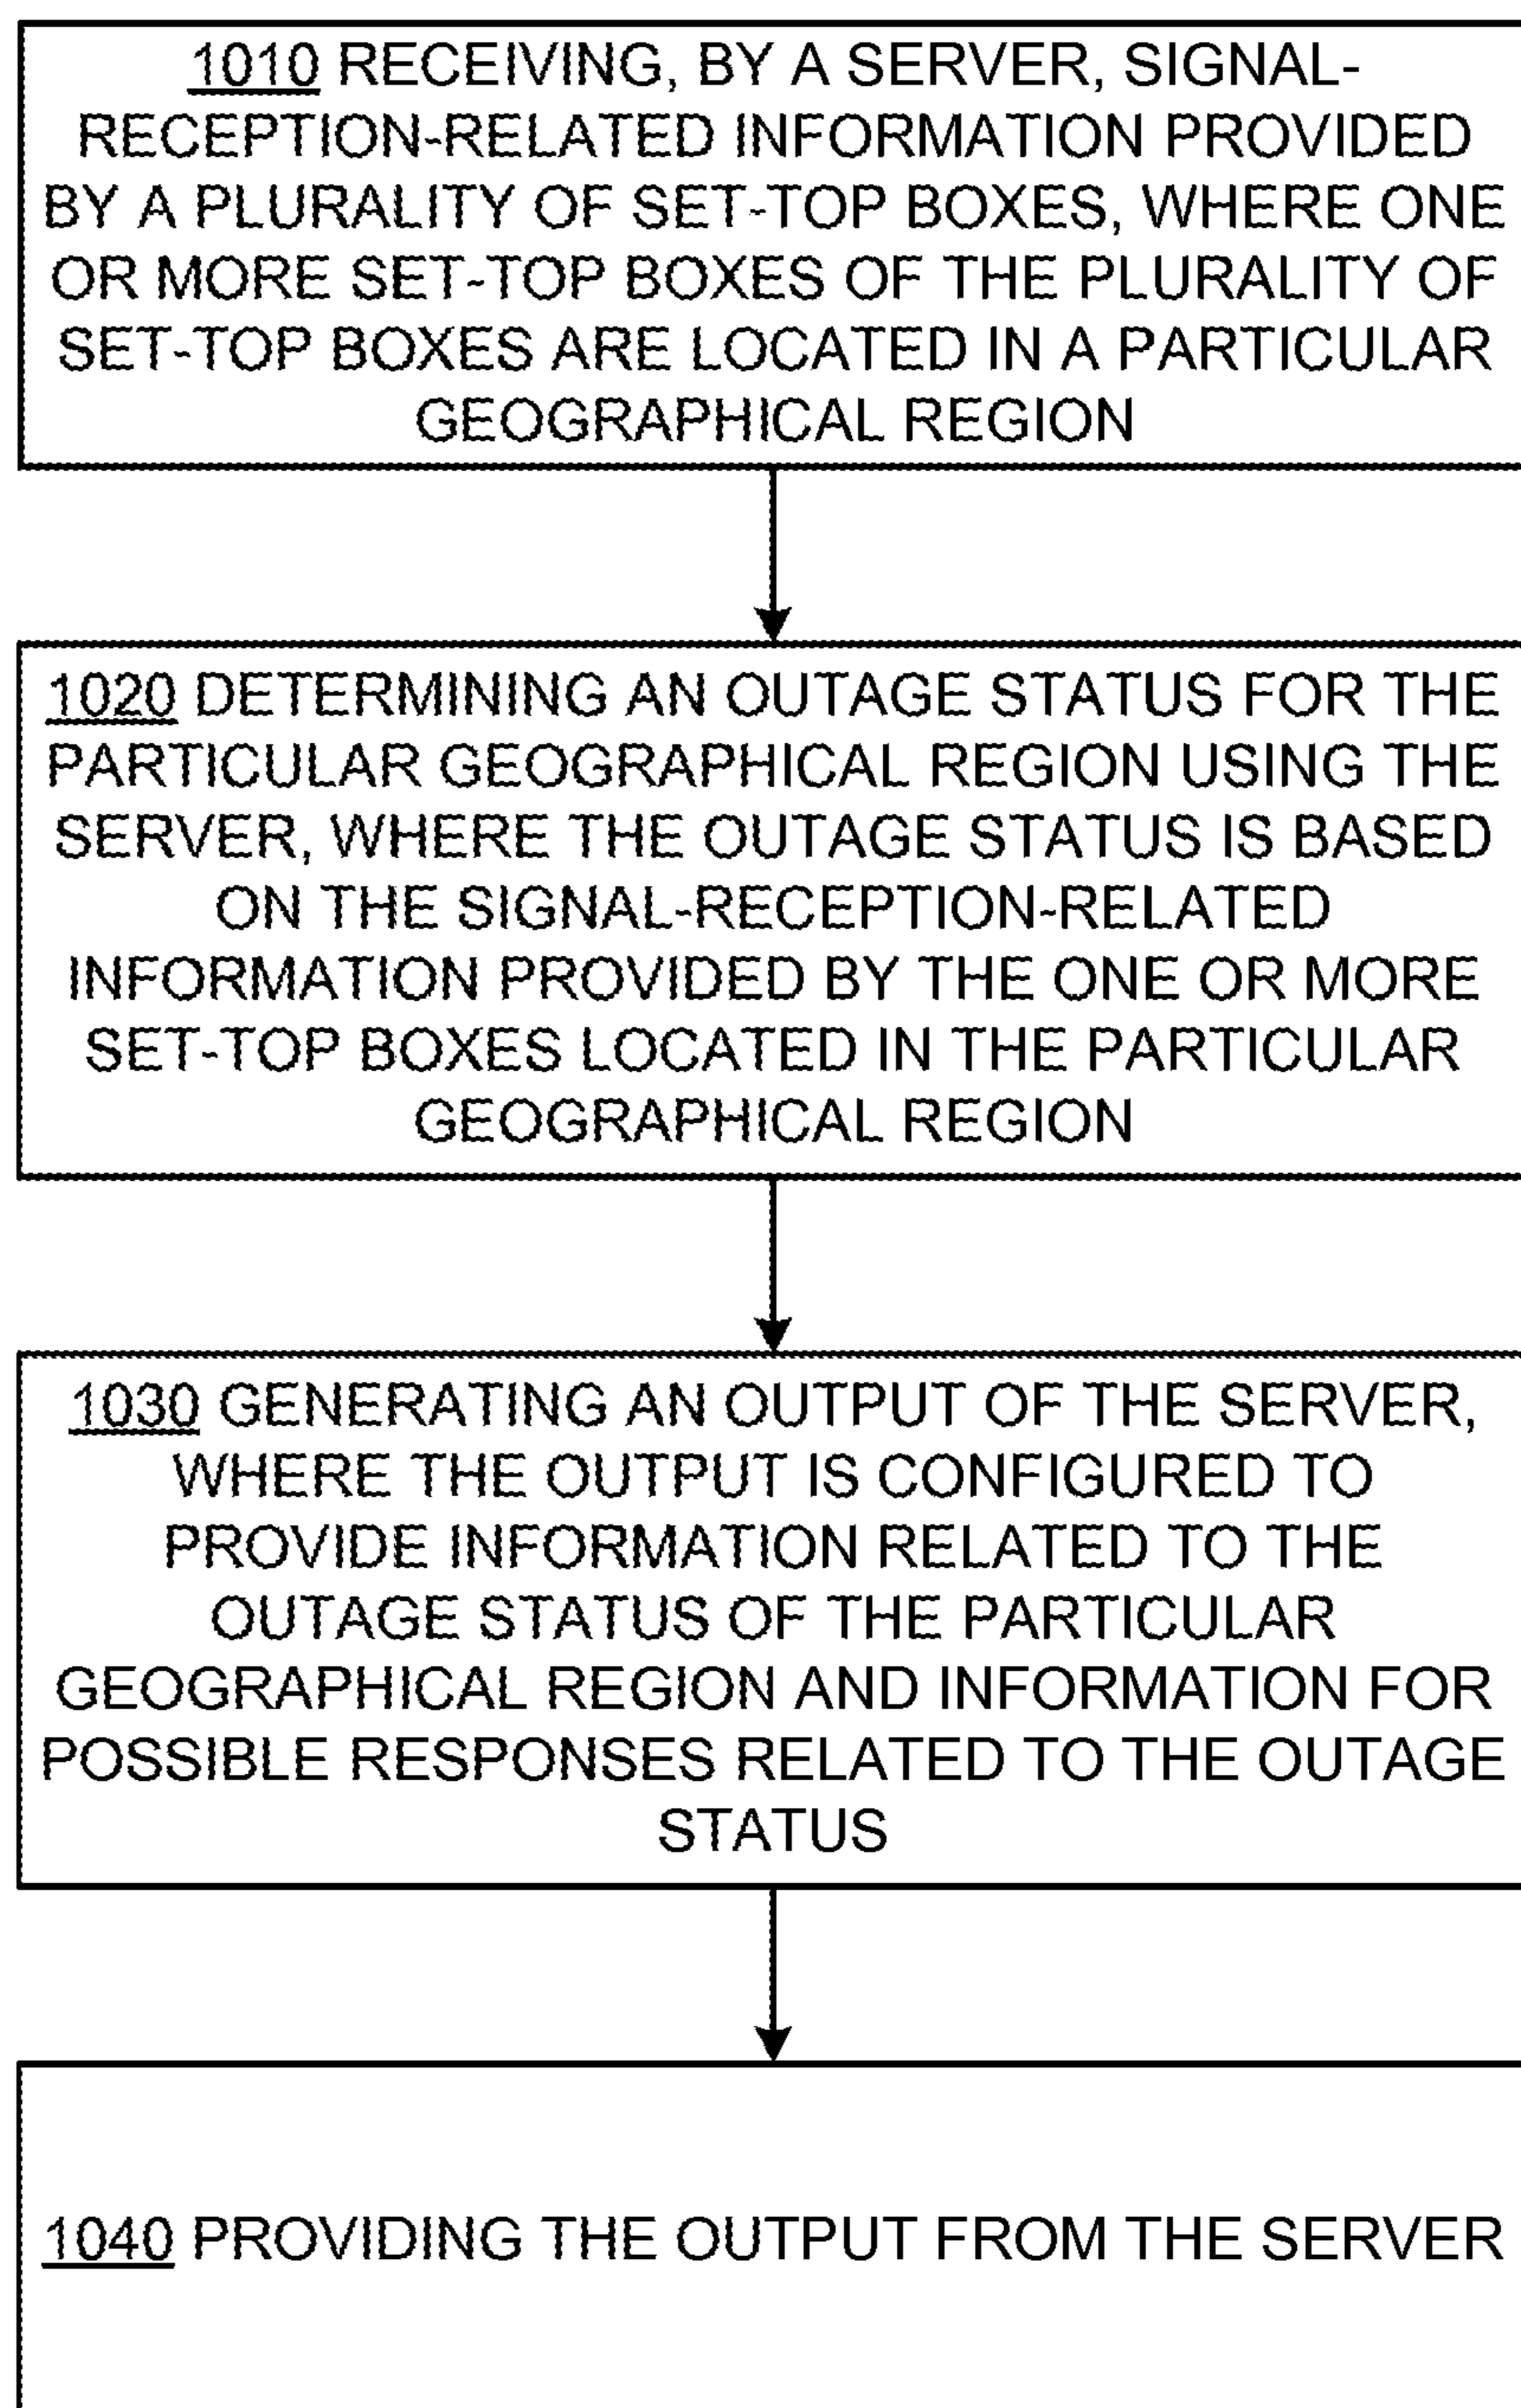 1010 RECEIVING, BY A SERVER, SIGNAL-
RECEPTION-RELATED INFORMATION PROVIDED
BY A PLURALITY OF SET-TOP BOXES, WHERE ONE
OR MORE SET-TOP BOXES OF THE PLURALITY OF
SET-TOP BOXES ARE LOCATED IN A PARTICULAR
GEOGRAPHICAL REGION
1020 DETERMINING AN OUTAGE STATUS FOR THE
PARTICULAR GEOGRAPHICAL REGION USING THE
SERVER, WHERE THE OUTAGE STATUS IS BASED
ON THE SIGNAL-RECEPTION-RELATED
INFORMATION PROVIDED BY THE ONE OR MORE
SET-TOP BOXES LOCATED IN THE PARTICULAR
GEOGRAPHICAL REGION
1030 GENERATING AN OUTPUT OF THE SERVER,
WHERE THE OUTPUT IS CONFIGURED TO
PROVIDE INFORMATION RELATED TO THE
OUTAGE STATUS OF THE PARTICULAR
GEOGRAPHICAL REGION AND INFORMATION FOR
POSSIBLE RESPONSES RELATED TO THE OUTAGE
STATUS
1040 PROVIDING THE OUTPUT FROM THE SERVER